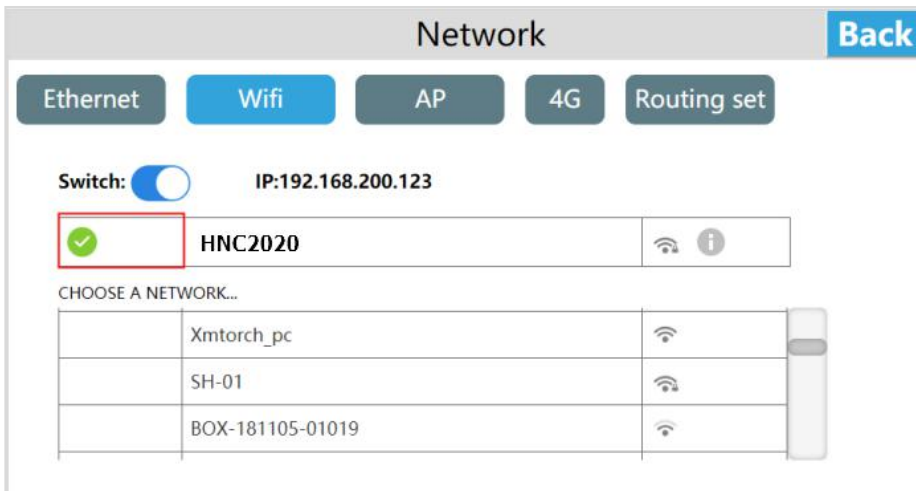 Network Back
Ethernet Wifi AP 4G Routing set
Switch: IP:192.168.200.123
HNC2020
CHOOSE A NETWORK...
Xmtorch_pc
SH-01
BOX-181105-01019